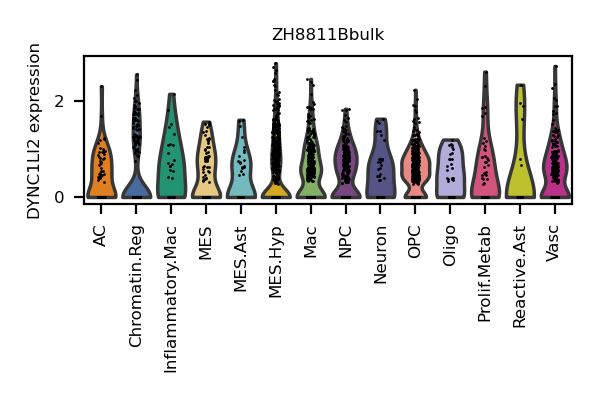 ZH8811Bbulk
DYNC1LI2 expression
2
0
AC
Chromatin.Reg
Inflammatory.Mac
MES
MES.Ast
MES.Hyp
Mac
NPC
Neuron
OPC
Oligo
Prolif.Metab
Reactive.Ast
Vasc